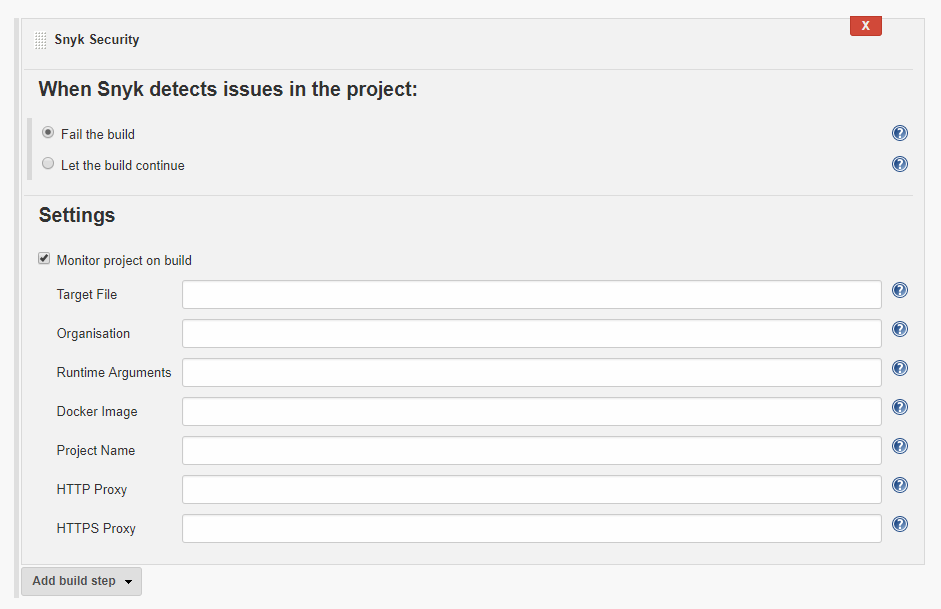 X
Snyk Security
When Snyk detects issues in the project:
Fail the build
?
Let the build continue
?
Settings
Monitor project on build
Target File
?
Organisation
?
Runtime Arguments
?
Docker Image
?
Project Name
?
HTTP Proxy
?
HTTPS Proxy
?
Add build step